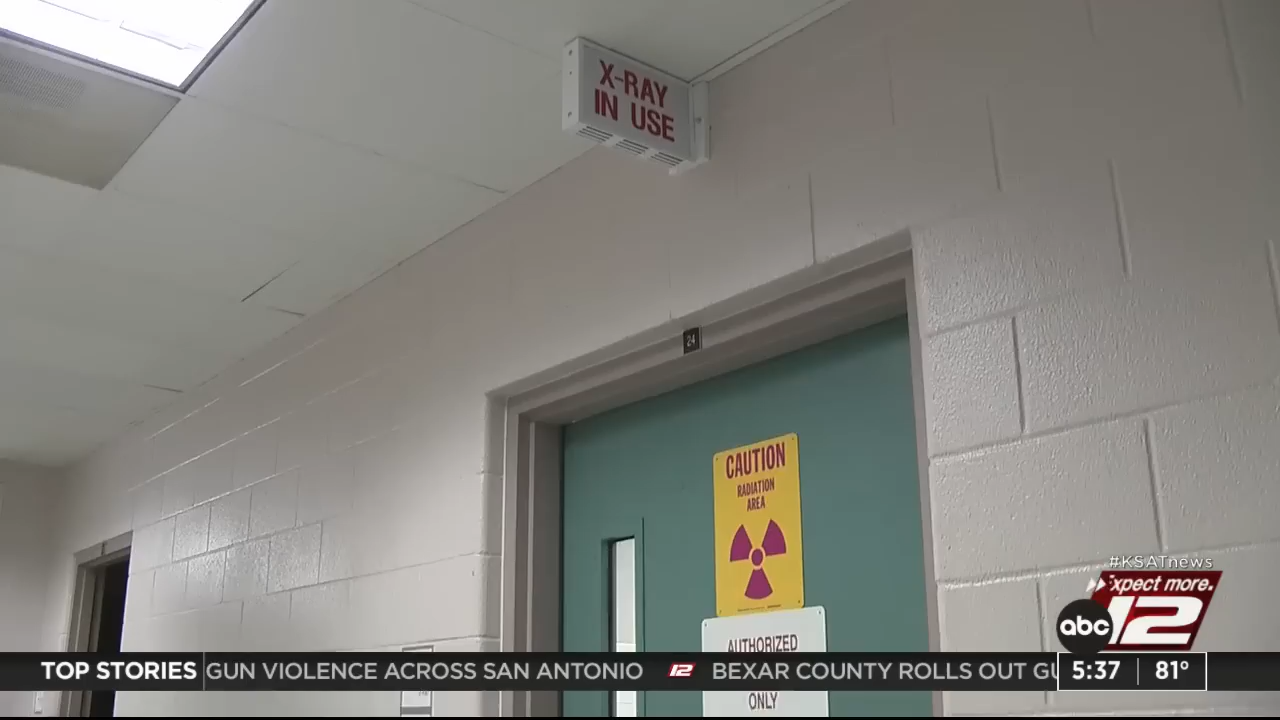 X-RAY
IN USE
24
CAUTION
RADIATION
AREA
AUTHORIZED
ONLY
#KSATnews
Expect more.
12
abc
TOP STORIES GUN VIOLENCE ACROSS SAN ANTONIO 12 BEXAR COUNTY ROLLS OUT
5:37 81°